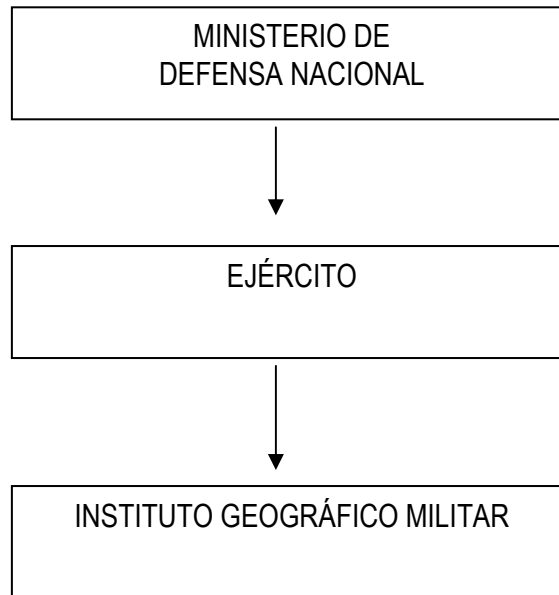 MINISTERIO DE
DEFENSA NACIONAL
EJÉRCITO
INSTITUTO GEOGRÁFICO MILITAR